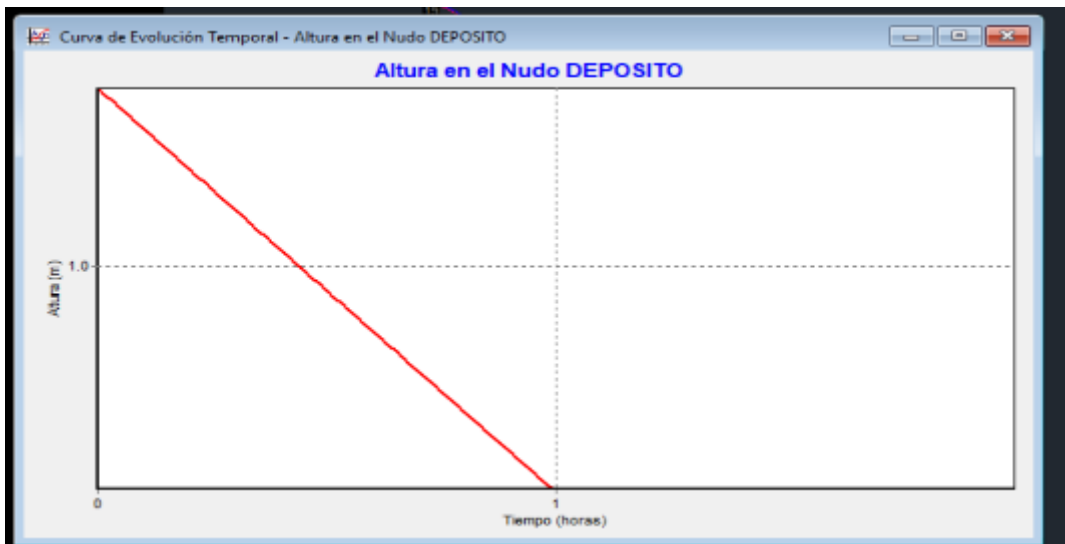 Curva de Evolución Temporal - Altura en el Nudo DEPOSITO
Altura en el Nudo DEPOSITO
Altura (m)
1.0
0
1
Tiempo (horas)